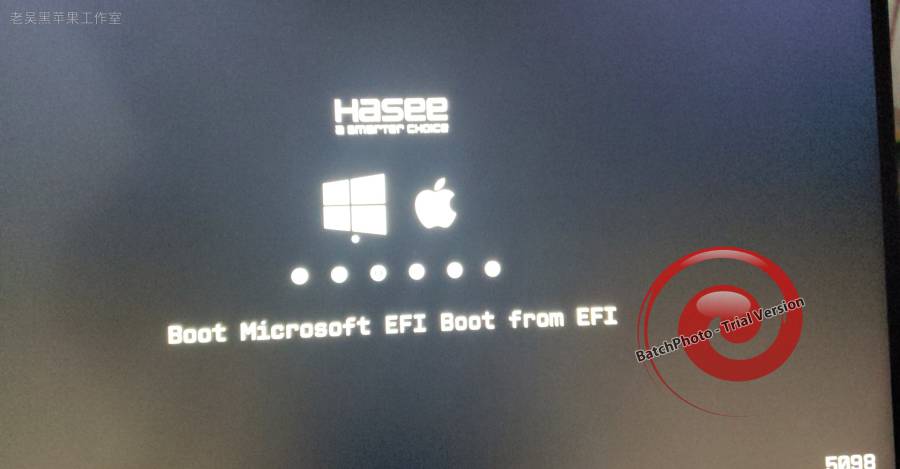 老吴黑苹果工作室
Hasee
a smarter choice
Boot Microsoft EFI Boot from EFI
BatchPhoto - Trial Version
5098